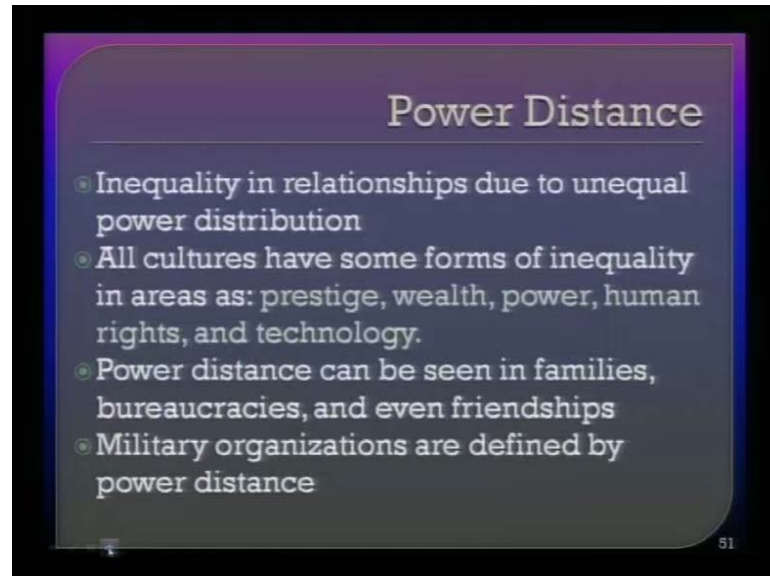 Power Distance
Inequality in relationships due to unequal
power distribution
All cultures have some forms of inequality
in areas as: prestige, wealth, power, human
rights, and technology.
Power distance can be seen in families,
bureaucracies, and even friendships
Military organizations are defined by
power distance
51